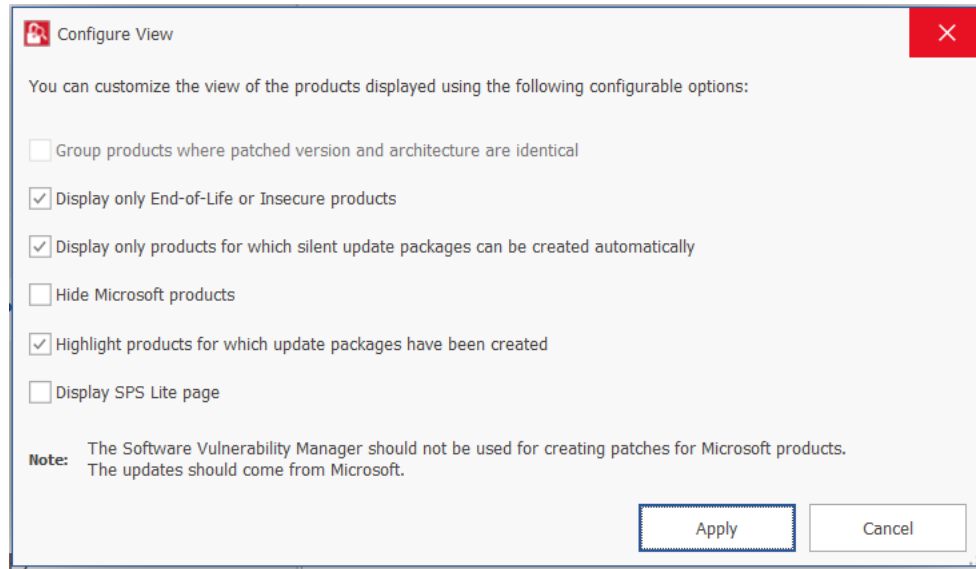 Configure View
You can customize the view of the products displayed using the following configurable options:
Group products where patched version and architecture are identical
Display only End-of-Life or Insecure products
Display only products for which silent update packages can be created automatically
Hide Microsoft products
Highlight products for which update packages have been created
Display SPS Lite page
Note: The Software Vulnerability Manager should not be used for creating patches for Microsoft products.
The updates should come from Microsoft.
Apply Cancel